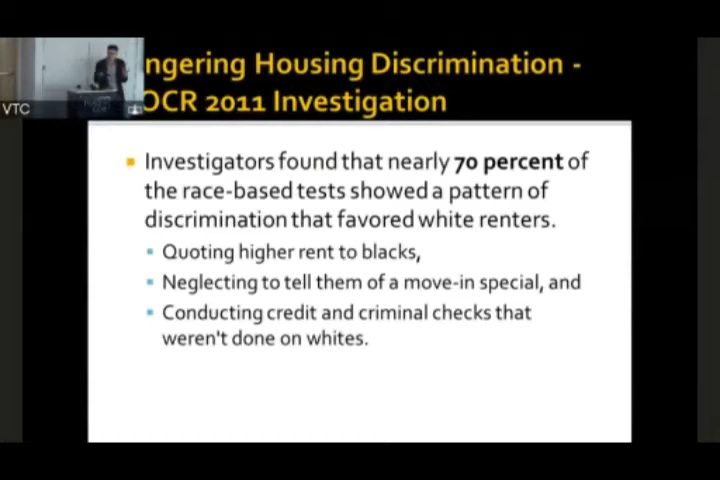 ngering Housing Discrimination -
OCR 2011 Investigation
VTC
Investigators found that nearly 70 percent of
the race-based tests showed a pattern of
discrimination that favored white renters.
Quoting higher rent to blacks,
Neglecting to tell them of a move-in special, and
Conducting credit and criminal checks that
weren't done on whites.